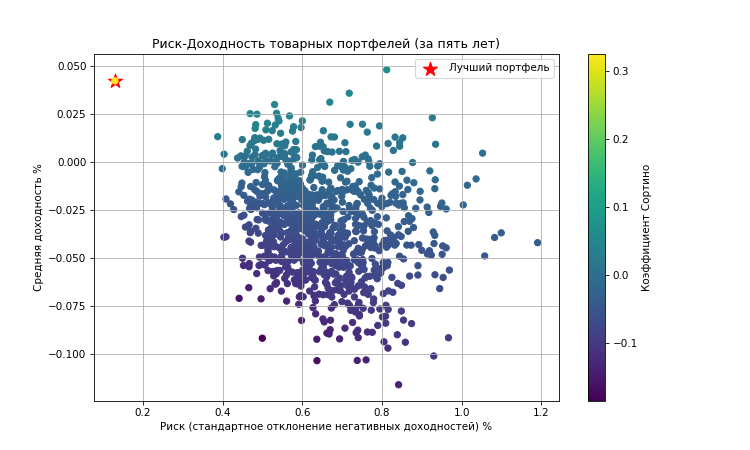 Риск-Доходность товарных портфелей (за пять лет)
Лучший портфель
Средняя доходность %
0.050
0.025
0.000
−0.025
−0.050
−0.075
−0.100
0.2 0.4 0.6 0.8 1.0 1.2
Риск (стандартное отклонение негативных доходностей) %
0.3
0.2
0.1
0.0
−0.1
Коэффициент Сортино